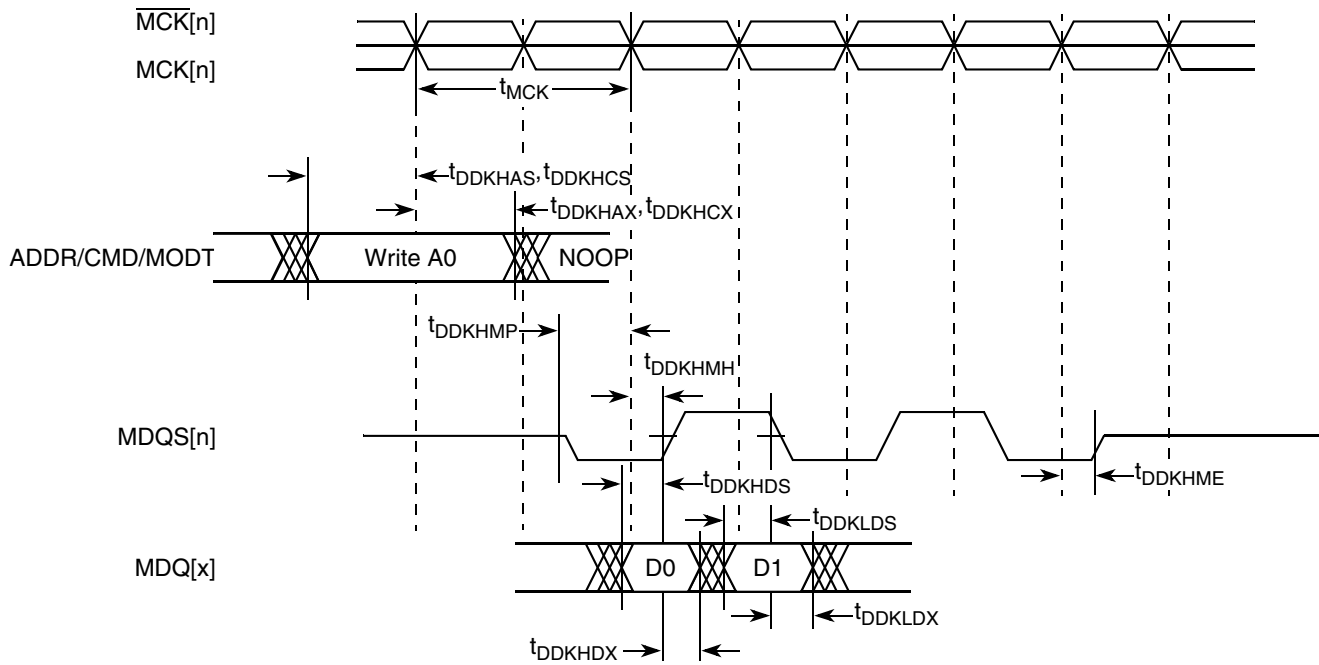 MCK[n]
MCK[n]
tMCK
tDDKHAS,tDDKHCS
tDDKHAX,tDDKHCX
ADDR/CMD/MODT Write A0 NOOP
tDDKHMP
tDDKHMH
MDQS[n]
tDDKHME
tDDKHDS
tDDKLDS
MDQ[x] D0 D1
tDDKLDX
tDDKHDX